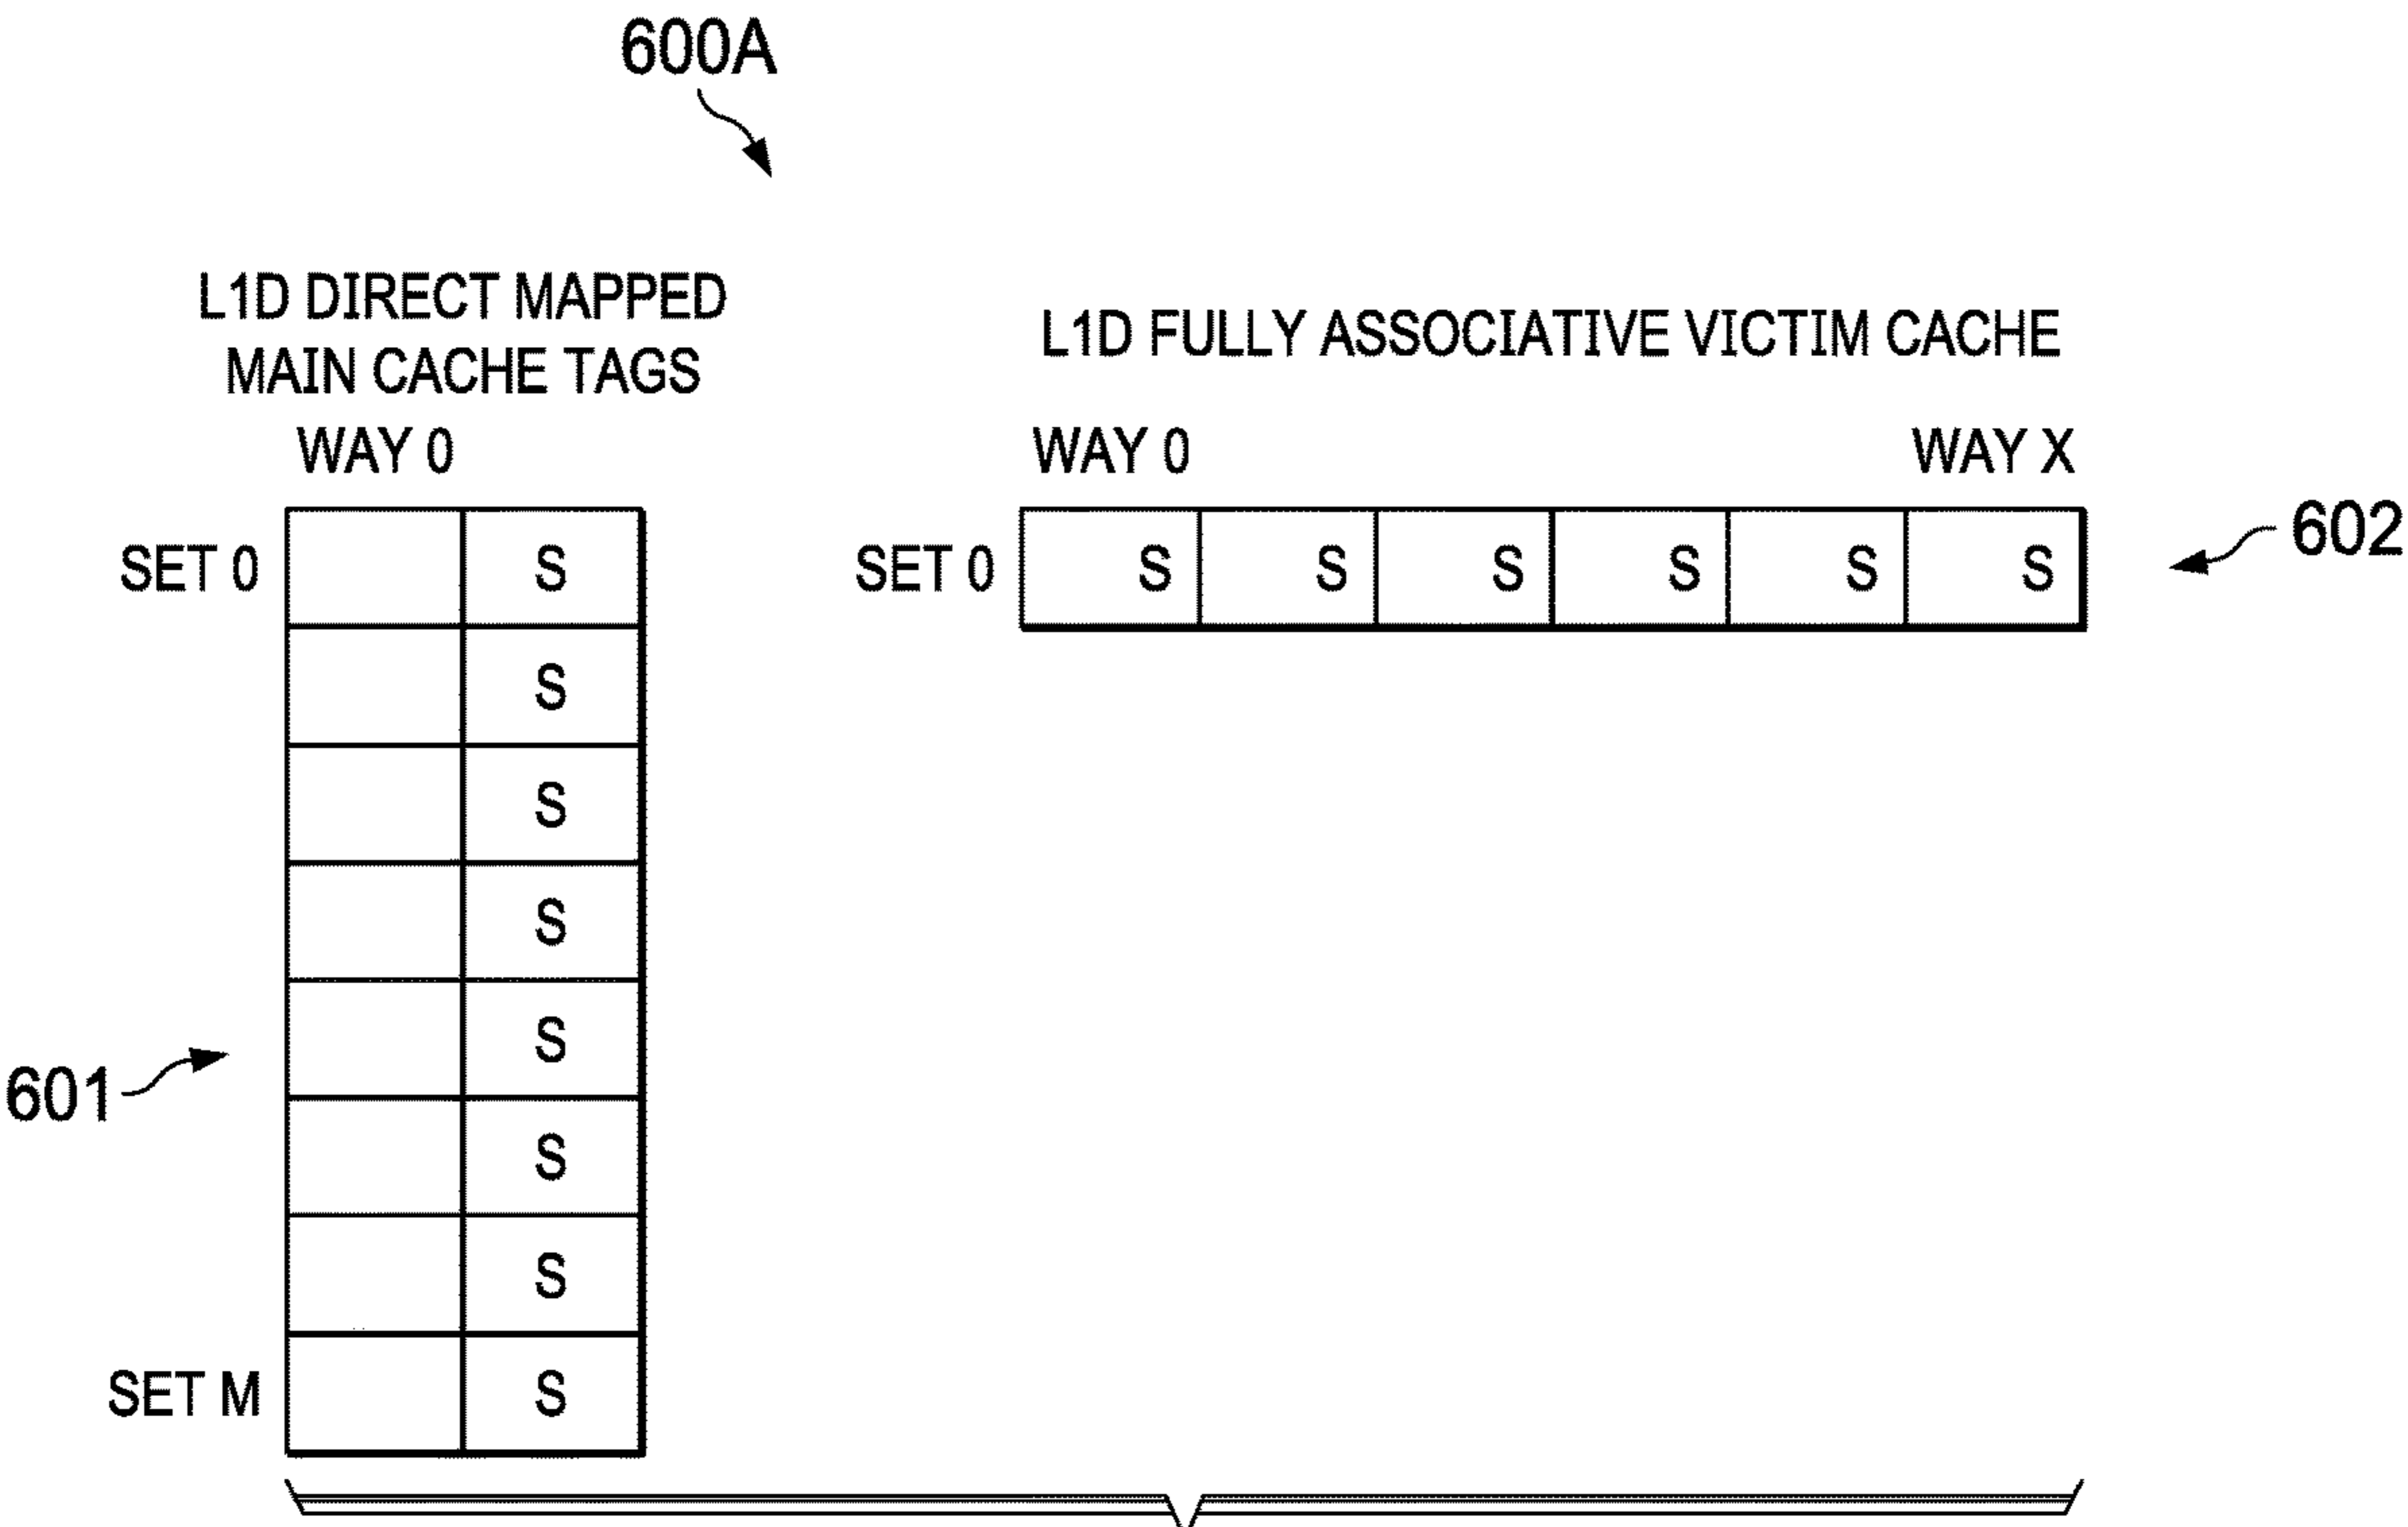 600A
L1D DIRECT MAPPED
MAIN CACHE TAGS
WAY 0
L1D FULLY ASSOCIATIVE VICTIM CACHE
WAY 0 WAY X
SET 0 S
S
S
S
S
S
S
SET M S
SET 0 S S S S S S
602
601